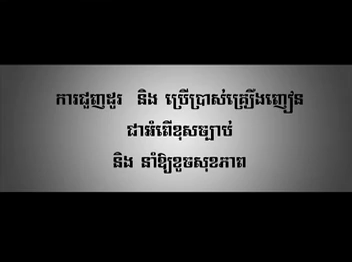 ការជួញដូរ និង ប្រើប្រាស់គ្រឿងញៀន
ជាអំពើខុសច្បាប់
និង នាំឱ្យខូចសុខភាព